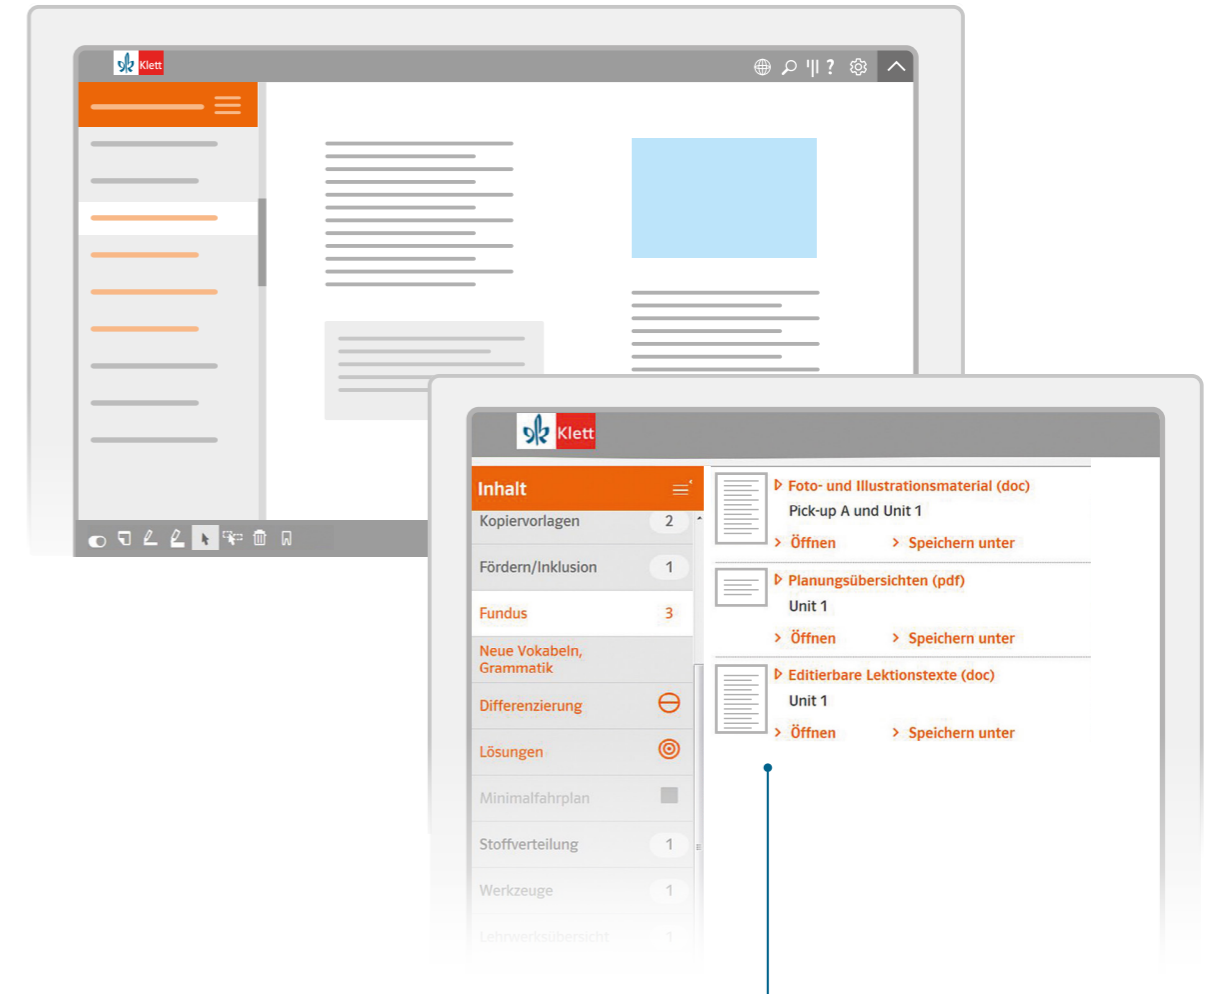 Klett
?
Klett
Inhalt
Kopiervorlagen 2
Fördern/Inklusion 1
Fundus 3
Neue Vokabeln,
Grammatik
Differenzierung
Lösungen
Minimalfahrplan
Stoffverteilung 1
Werkzeuge 1
Lehrwerksübersicht 1
Foto- und Illustrationsmaterial (doc)
Pick-up A und Unit 1
> Öffnen > Speichern unter
Planungsübersichten (pdf)
Unit 1
> Öffnen > Speichern unter
Editierbare Lektionstexte (doc)
Unit 1
> Öffnen > Speichern unter